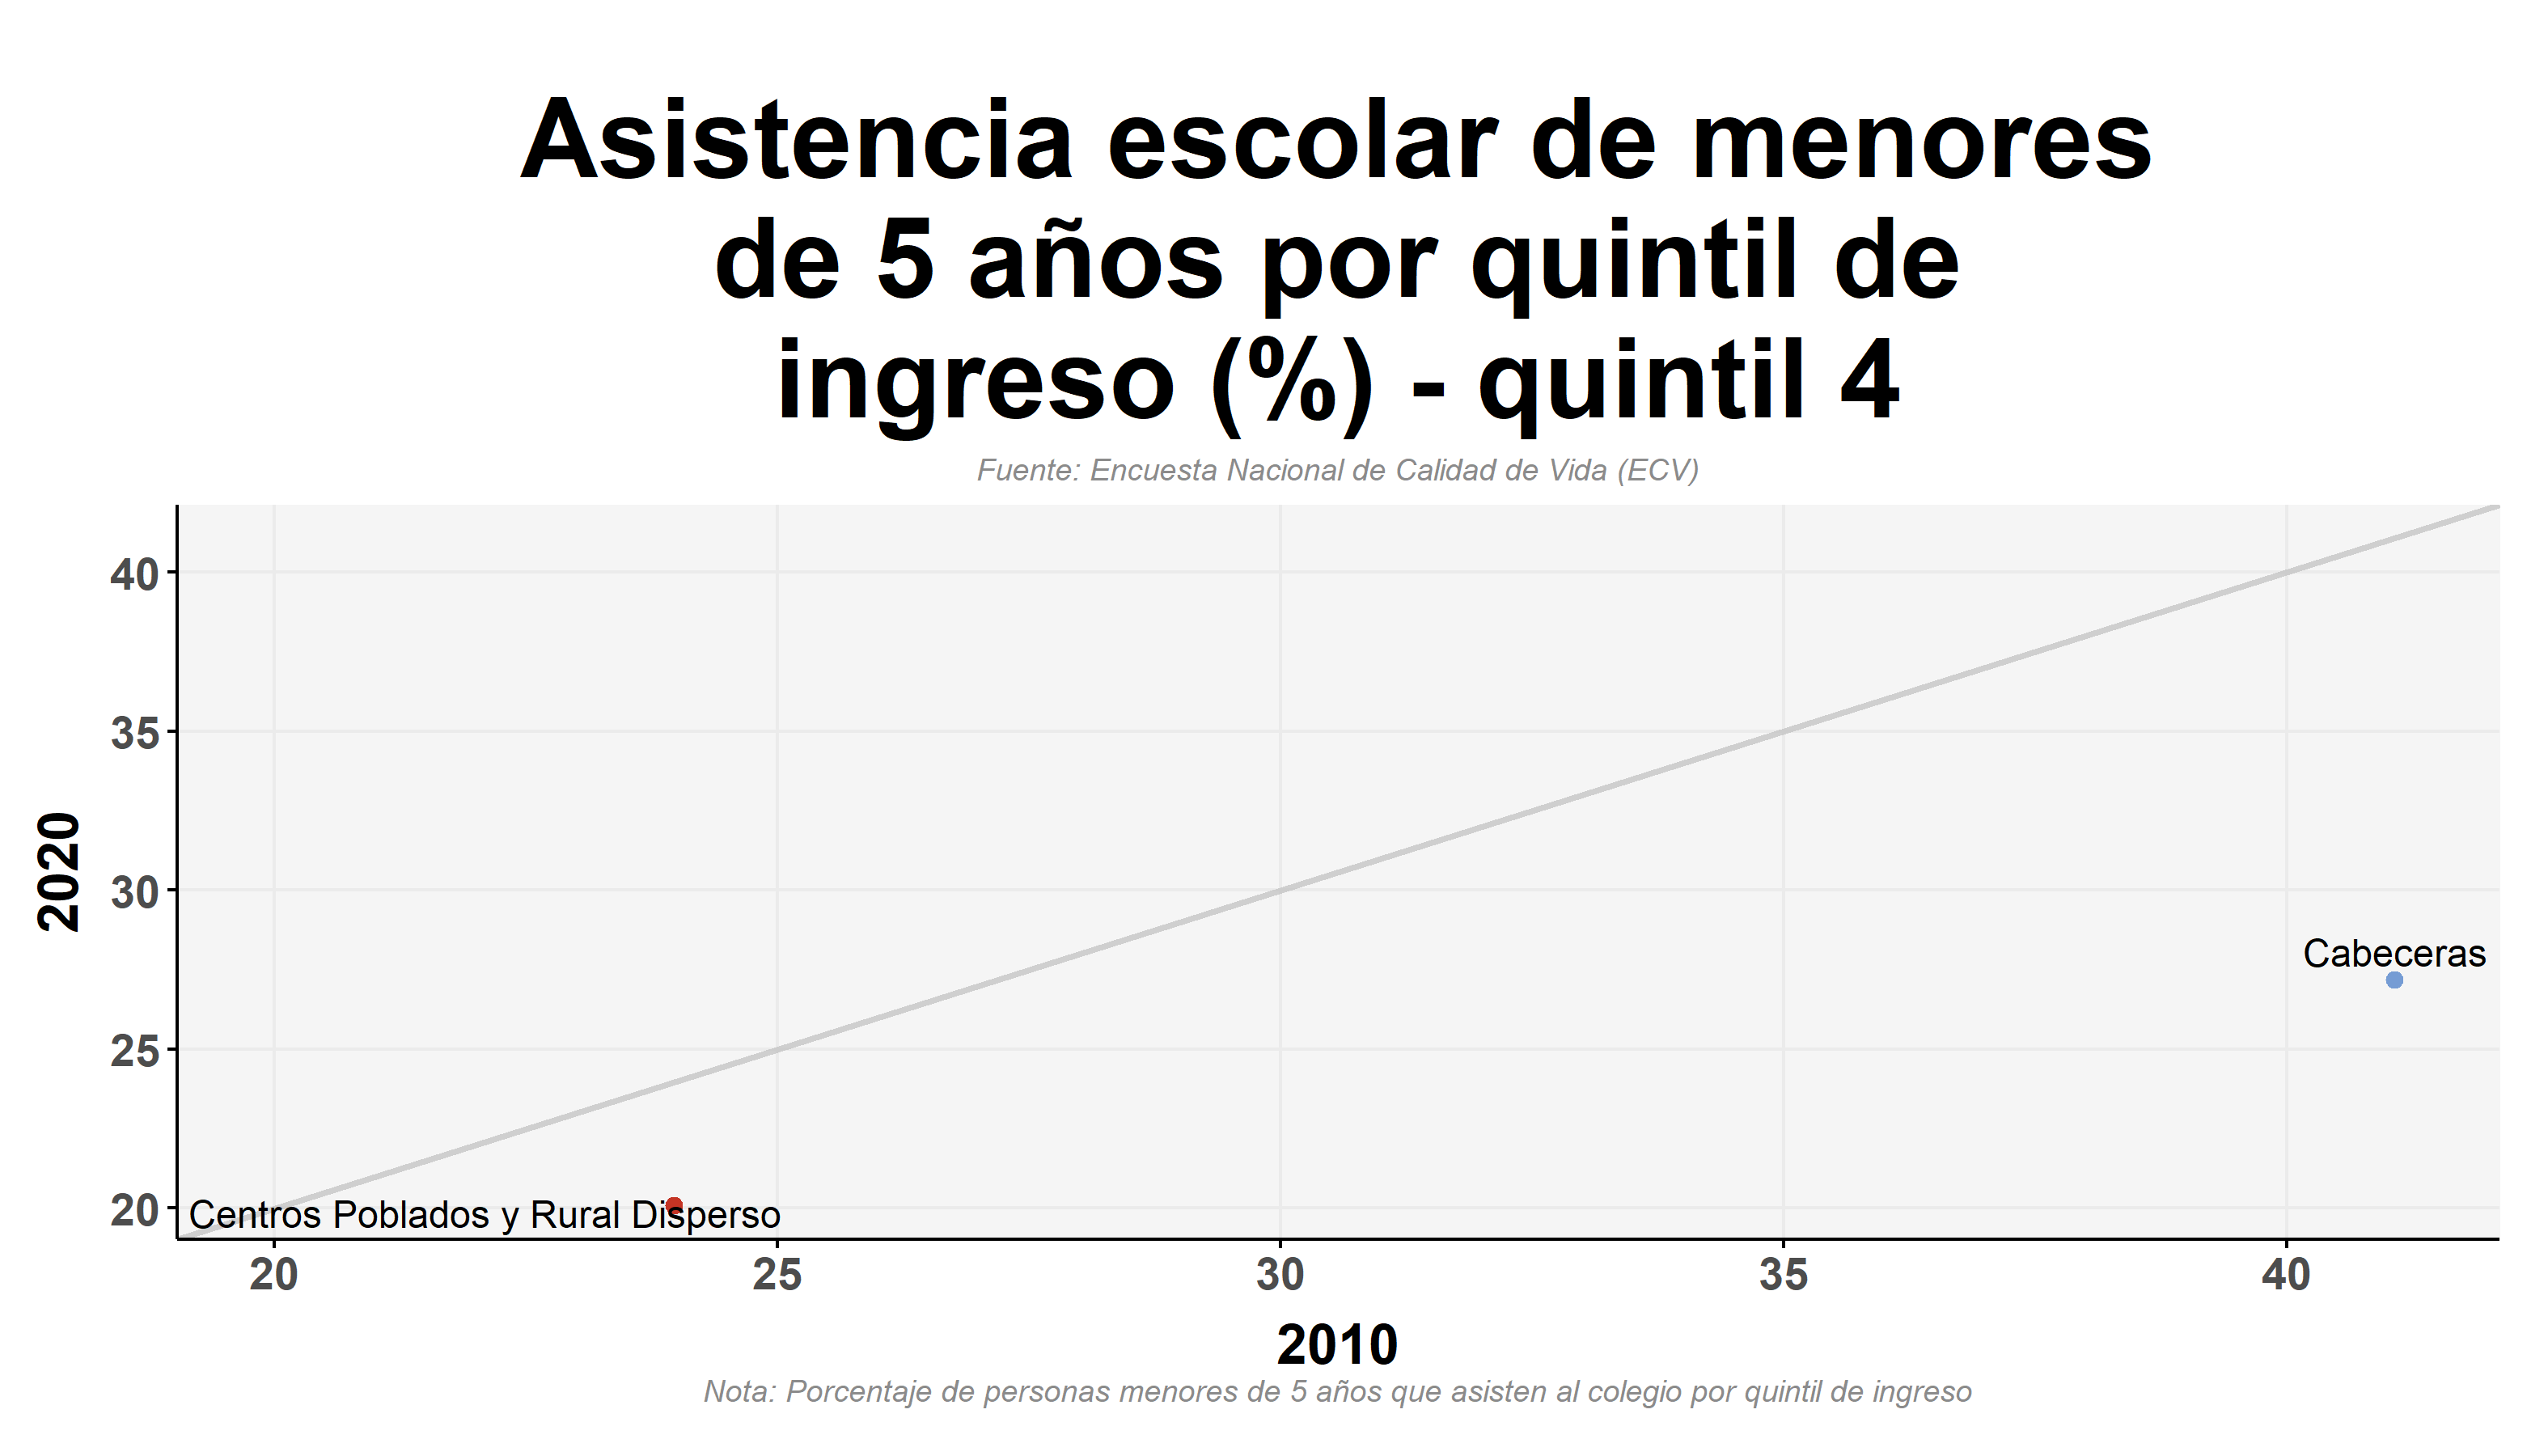 Asistencia escolar de menores
de 5 años por quintil de
ingreso (%) - quintil 4
Fuente: Encuesta Nacional de Calidad de Vida (ECV)
40
35
30
25
20
2020
Cabeceras
Centros Poblados y Rural Disperso
20 25 30 35 40
2010
Nota: Porcentaje de personas menores de 5 años que asisten al colegio por quintil de ingreso